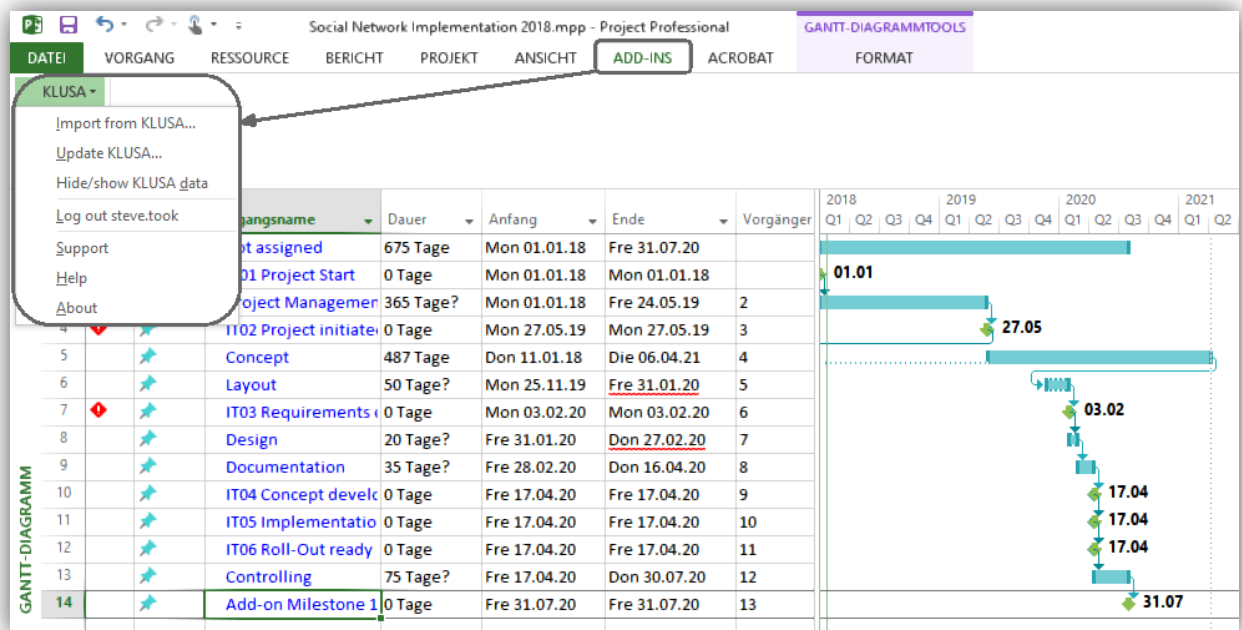 Social Network Implementation 2018.mpp - Project Professional GANTT-DIAGRAMMTOOLS
DATEI VORGANG RESSOURCE BERICHT PROJEKT ANSICHT ADD-INS ACROBAT FORMAT
KLUSA
Import from KLUSA...
Update KLUSA...
Hide/show KLUSA data
Log out steve.took
Support
Help
About
2018 2019 2020 2021
gangsname Dauer Anfang Ende Vorgänger Q1 Q2 Q3 Q4 Q1 Q2 Q3 Q4 Q1 Q2 Q3 Q4 Q1 Q2
ot assigned 675 Tage Mon 01.01.18 Fre 31.07.20
01 Project Start 0 Tage Mon 01.01.18 Mon 01.01.18 01.01
roject Managemen 365 Tage? Mon 01.01.18 Fre 24.05.19 2
4 IT02 Project initiate 0 Tage Mon 27.05.19 Mon 27.05.19 3 27.05
5 Concept 487 Tage Don 11.01.18 Die 06.04.21 4
6 Layout 50 Tage? Mon 25.11.19 Fre 31.01.20 5
7 IT03 Requirements 0 Tage Mon 03.02.20 Mon 03.02.20 6 03.02
8 Design 20 Tage? Fre 31.01.20 Don 27.02.20 7
9 Documentation 35 Tage? Fre 28.02.20 Don 16.04.20 8
10 IT04 Concept develo 0 Tage Fre 17.04.20 Fre 17.04.20 9 17.04
11 IT05 Implementatio 0 Tage Fre 17.04.20 Fre 17.04.20 10 17.04
12 IT06 Roll-Out ready 0 Tage Fre 17.04.20 Fre 17.04.20 11 17.04
13 Controlling 75 Tage? Fre 17.04.20 Don 30.07.20 12
14 Add-on Milestone 1 0 Tage Fre 31.07.20 Fre 31.07.20 13 31.07
GANTT-DIAGRAMM